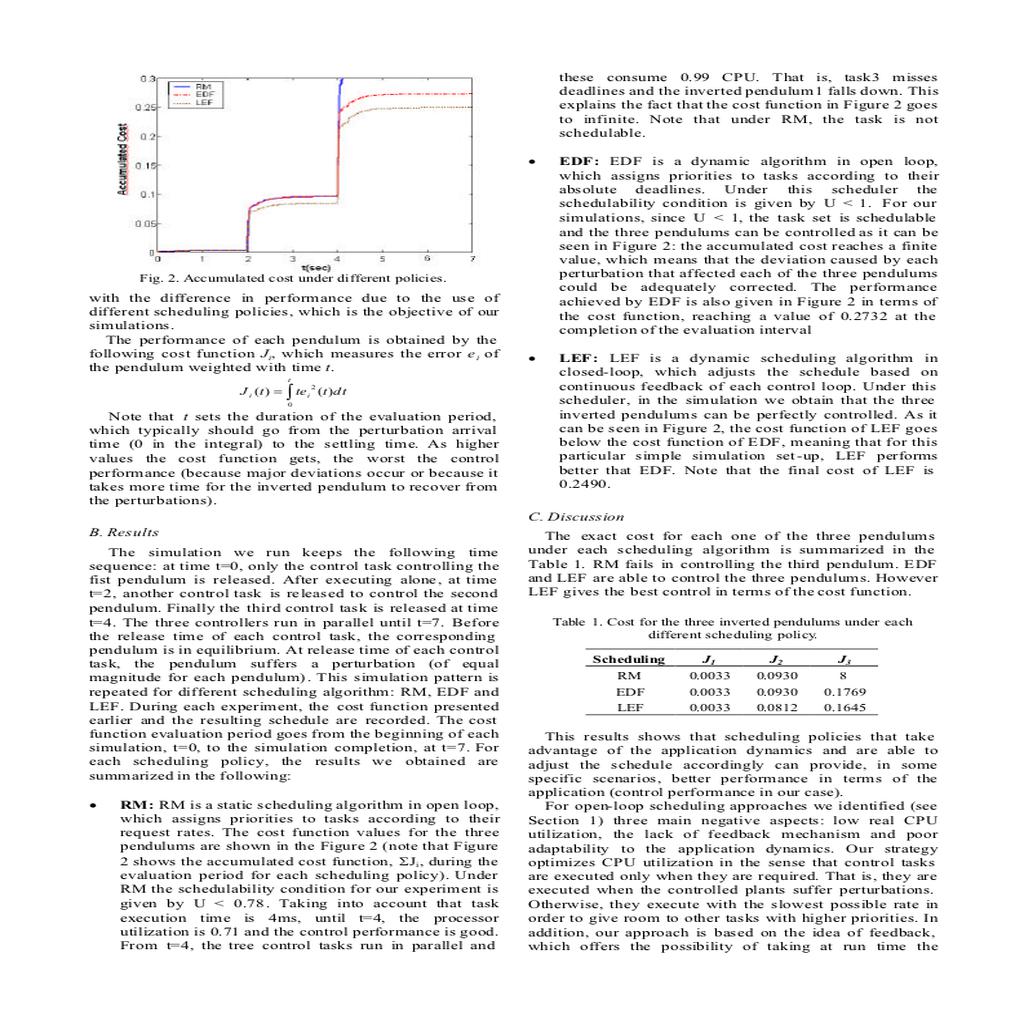 0.3
0.25
0.2
0.15
0.1
0.05
0
RM
EDF
LEF
Accumulated Cost
0 1 2 3 4 5 6 7
t(sec)
Fig. 2. Accumulated cost under different policies.
with the difference in performance due to the use of
different scheduling policies, which is the objective of our
simulations.
The performance of each pendulum is obtained by the
following cost function Ji, which measures the error ei of
the pendulum weighted with time t.
Ji(t) = ∫₀ᵗ tei²(t)dt
Note that t sets the duration of the evaluation period,
which typically should go from the perturbation arrival
time (0 in the integral) to the settling time. As higher
values the cost function gets, the worst the control
performance (because major deviations occur or because it
takes more time for the inverted pendulum to recover from
the perturbations).
B. Results
The simulation we run keeps the following time
sequence: at time t=0, only the control task controlling the
fist pendulum is released. After executing alone, at time
t=2, another control task is released to control the second
pendulum. Finally the third control task is released at time
t=4. The three controllers run in parallel until t=7. Before
the release time of each control task, the corresponding
pendulum is in equilibrium. At release time of each control
task, the pendulum suffers a perturbation (of equal
magnitude for each pendulum). This simulation pattern is
repeated for different scheduling algorithm: RM, EDF and
LEF. During each experiment, the cost function presented
earlier and the resulting schedule are recorded. The cost
function evaluation period goes from the beginning of each
simulation, t=0, to the simulation completion, at t=7. For
each scheduling policy, the results we obtained are
summarized in the following:
• RM: RM is a static scheduling algorithm in open loop,
which assigns priorities to tasks according to their
request rates. The cost function values for the three
pendulums are shown in the Figure 2 (note that Figure
2 shows the accumulated cost function, ΣJi, during the
evaluation period for each scheduling policy). Under
RM the schedulability condition for our experiment is
given by U < 0.78. Taking into account that task
execution time is 4ms, until t=4, the processor
utilization is 0.71 and the control performance is good.
From t=4, the tree control tasks run in parallel and
these consume 0.99 CPU. That is, task3 misses
deadlines and the inverted pendulum1 falls down. This
explains the fact that the cost function in Figure 2 goes
to infinite. Note that under RM, the task is not
schedulable.
• EDF: EDF is a dynamic algorithm in open loop,
which assigns priorities to tasks according to their
absolute deadlines. Under this scheduler the
schedulability condition is given by U < 1. For our
simulations, since U < 1, the task set is schedulable
and the three pendulums can be controlled as it can be
seen in Figure 2: the accumulated cost reaches a finite
value, which means that the deviation caused by each
perturbation that affected each of the three pendulums
could be adequately corrected. The performance
achieved by EDF is also given in Figure 2 in terms of
the cost function, reaching a value of 0.2732 at the
completion of the evaluation interval
• LEF: LEF is a dynamic scheduling algorithm in
closed-loop, which adjusts the schedule based on
continuous feedback of each control loop. Under this
scheduler, in the simulation we obtain that the three
inverted pendulums can be perfectly controlled. As it
can be seen in Figure 2, the cost function of LEF goes
below the cost function of EDF, meaning that for this
particular simple simulation set-up, LEF performs
better that EDF. Note that the final cost of LEF is
0.2490.
C. Discussion
The exact cost for each one of the three pendulums
under each scheduling algorithm is summarized in the
Table 1. RM fails in controlling the third pendulum. EDF
and LEF are able to control the three pendulums. However
LEF gives the best control in terms of the cost function.
Table 1. Cost for the three inverted pendulums under each
different scheduling policy.
Scheduling J1 J2 J3
RM 0.0033 0.0930 8
EDF 0.0033 0.0930 0.1769
LEF 0.0033 0.0812 0.1645
This results shows that scheduling policies that take
advantage of the application dynamics and are able to
adjust the schedule accordingly can provide, in some
specific scenarios, better performance in terms of the
application (control performance in our case).
For open-loop scheduling approaches we identified (see
Section 1) three main negative aspects: low real CPU
utilization, the lack of feedback mechanism and poor
adaptability to the application dynamics. Our strategy
optimizes CPU utilization in the sense that control tasks
are executed only when they are required. That is, they are
executed when the controlled plants suffer perturbations.
Otherwise, they execute with the slowest possible rate in
order to give room to other tasks with higher priorities. In
addition, our approach is based on the idea of feedback,
which offers the possibility of taking at run time the